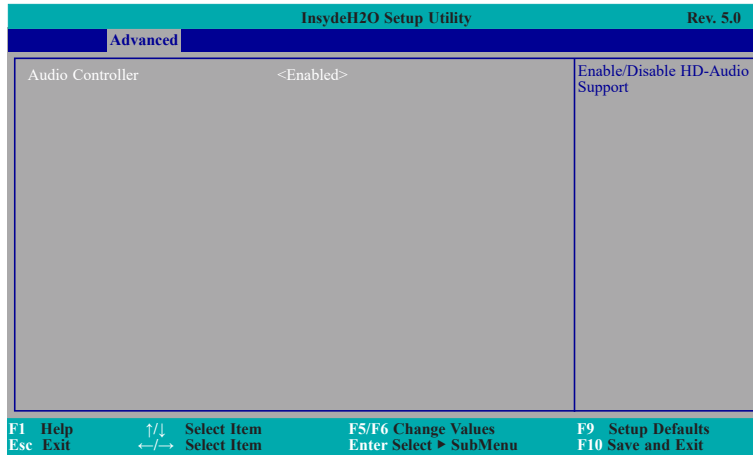 InsydeH2O Setup Utility Rev. 5.0
Advanced
Audio Controller <Enabled>
Enable/Disable HD-Audio
Support
F1 Help ↑/↓ Select Item F5/F6 Change Values F9 Setup Defaults
Esc Exit ←/→ Select Item Enter Select ▶ SubMenu F10 Save and Exit